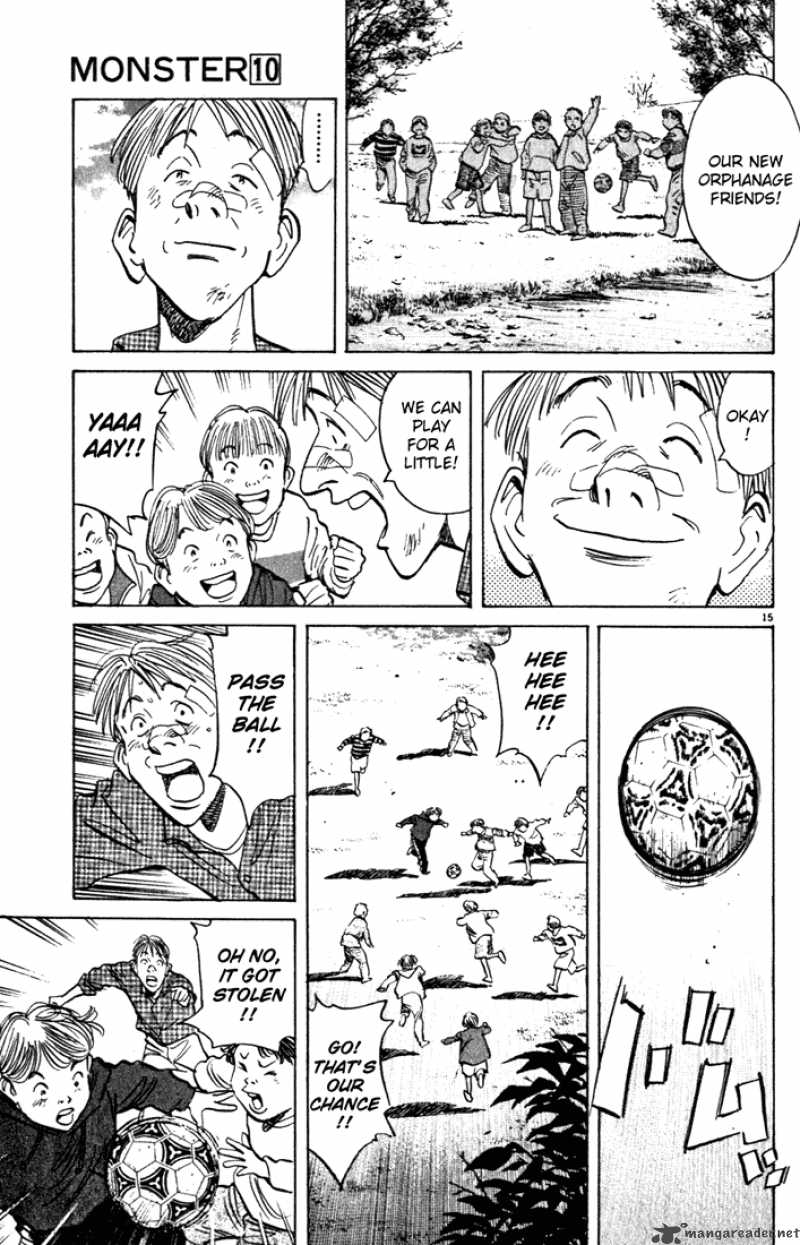 MONSTER 10
OUR NEW
ORPHANAGE
FRIENDS!
........
OKAY
!
WE CAN
PLAY
FOR A
LITTLE!
YAAA
AAY!!
15
HEE
HEE
HEE
!!
GO!
THAT'S
OUR
CHANCE
!!
PASS
THE
BALL
!!
OH NO,
IT GOT
STOLEN
!!
mangareader.net